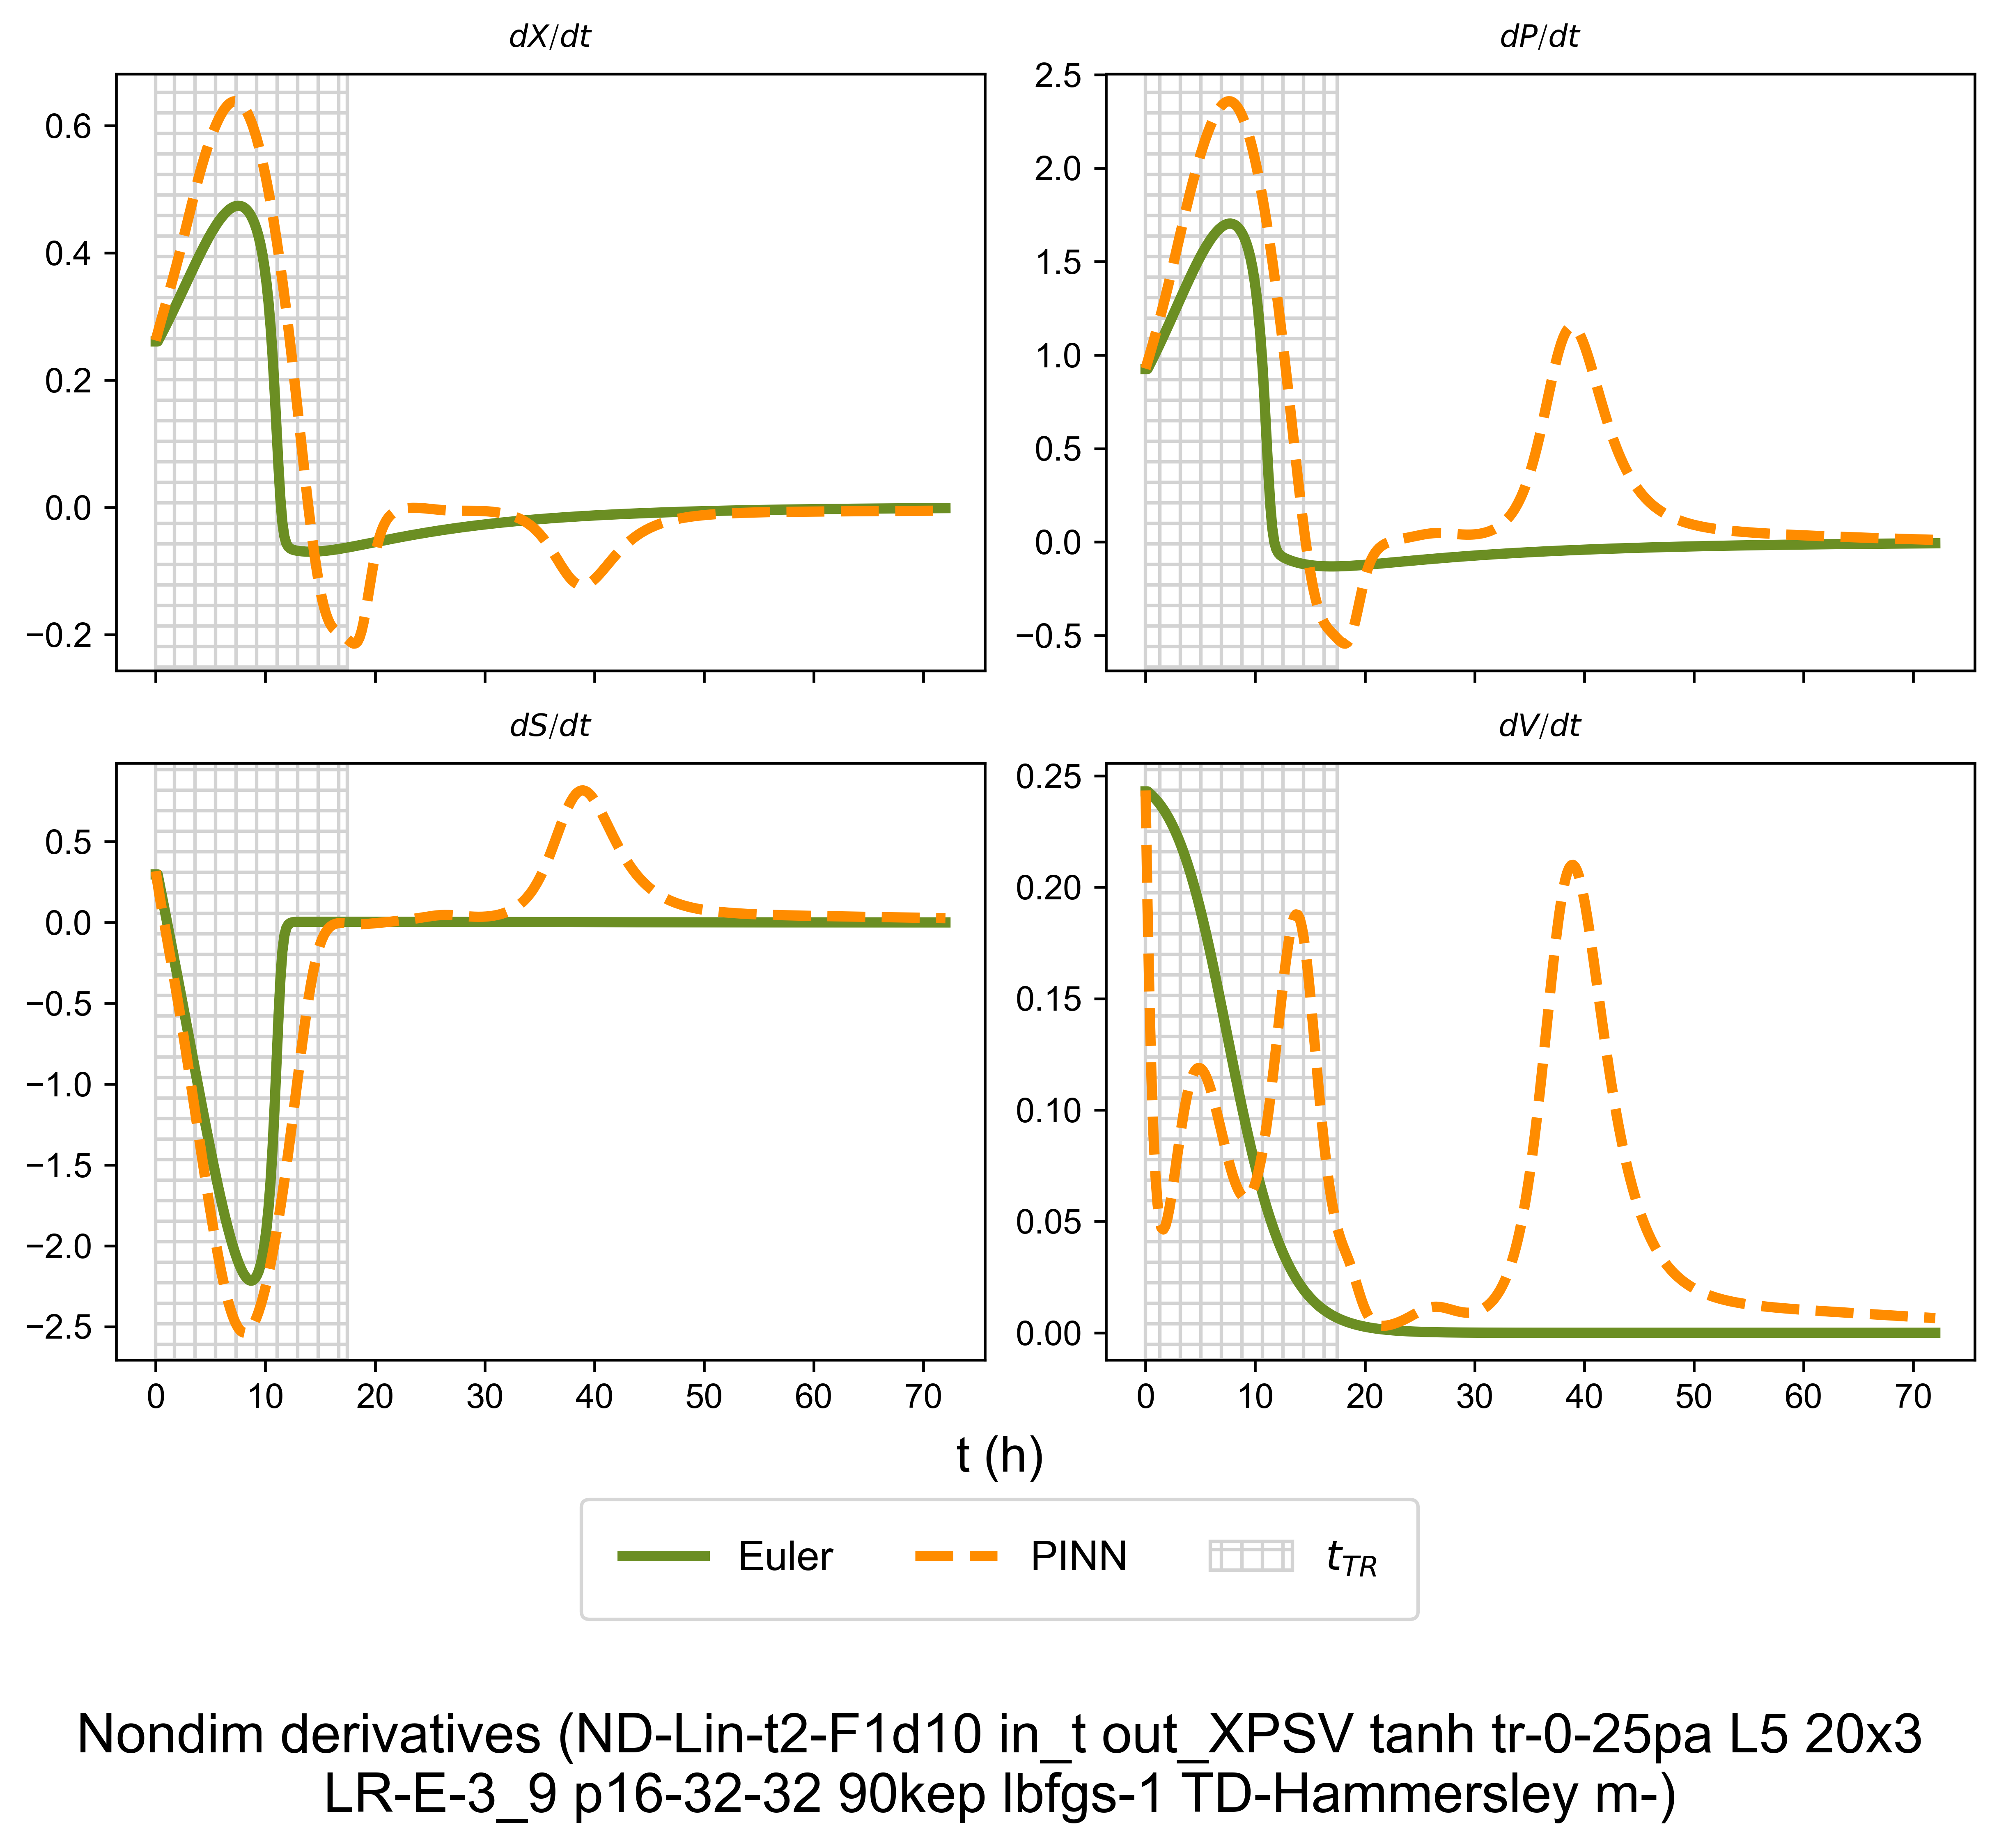 dX/dt
dP/dt
0.6
0.4
0.2
0.0
−0.2
2.5
2.0
1.5
1.0
0.5
0.0
−0.5
dS/dt
dV/dt
0.5
0.0
−0.5
−1.0
−1.5
−2.0
−2.5
0 10 20 30 40 50 60 70
0.25
0.20
0.15
0.10
0.05
0.00
0 10 20 30 40 50 60 70
t (h)
Euler PINN t_TR
Nondim derivatives (ND-Lin-t2-F1d10 in_t out_XPSV tanh tr-0-25pa L5 20x3
LR-E-3_9 p16-32-32 90kep lbfgs-1 TD-Hammersley m-)